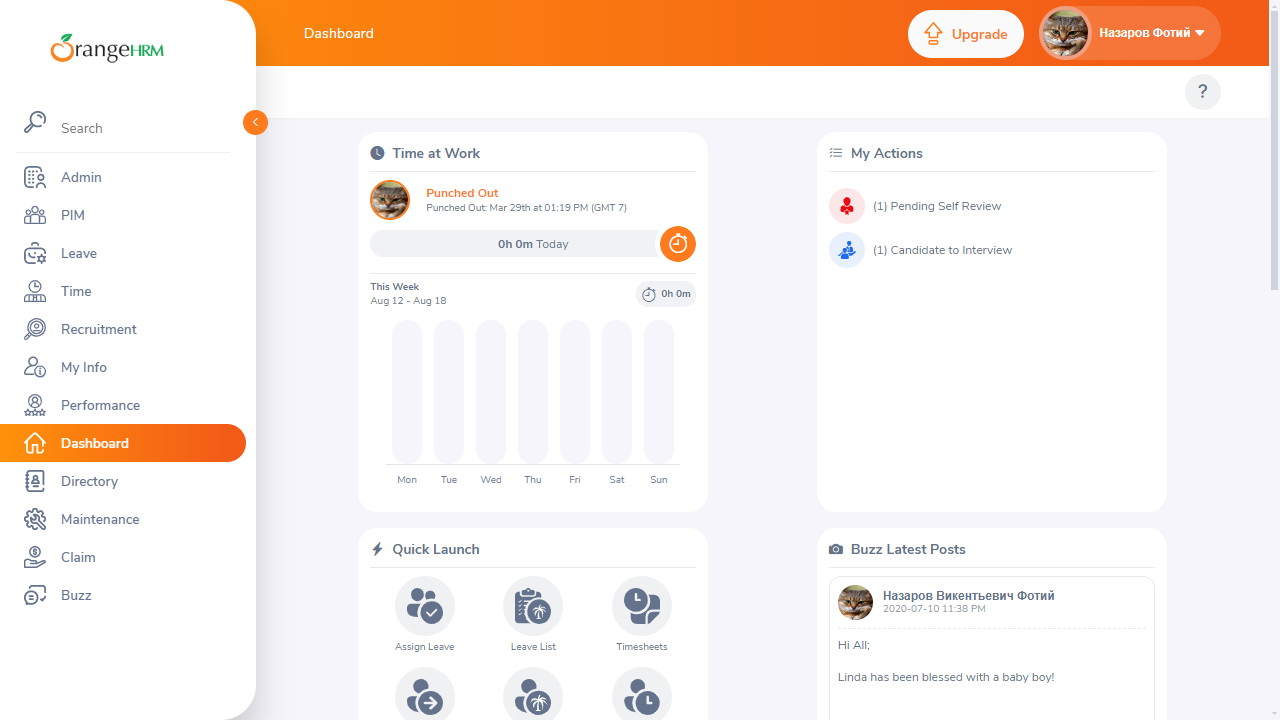 OrangeHRM
Dashboard
Upgrade
Назаров Фотий
?
Search
Admin
PIM
Leave
Time
Recruitment
My Info
Performance
Dashboard
Directory
Maintenance
Claim
Buzz
Time at Work
Punched Out
Punched Out: Mar 29th at 01:19 PM (GMT 7)
0h 0m Today
This Week
Aug 12 - Aug 18
0h 0m
Mon Tue Wed Thu Fri Sat Sun
My Actions
(1) Pending Self Review
(1) Candidate to Interview
Quick Launch
Assign Leave
Leave List
Timesheets
Buzz Latest Posts
Назаров Викентьевич Фотий
2020-07-10 11:38 PM
Hi All;
Linda has been blessed with a baby boy!